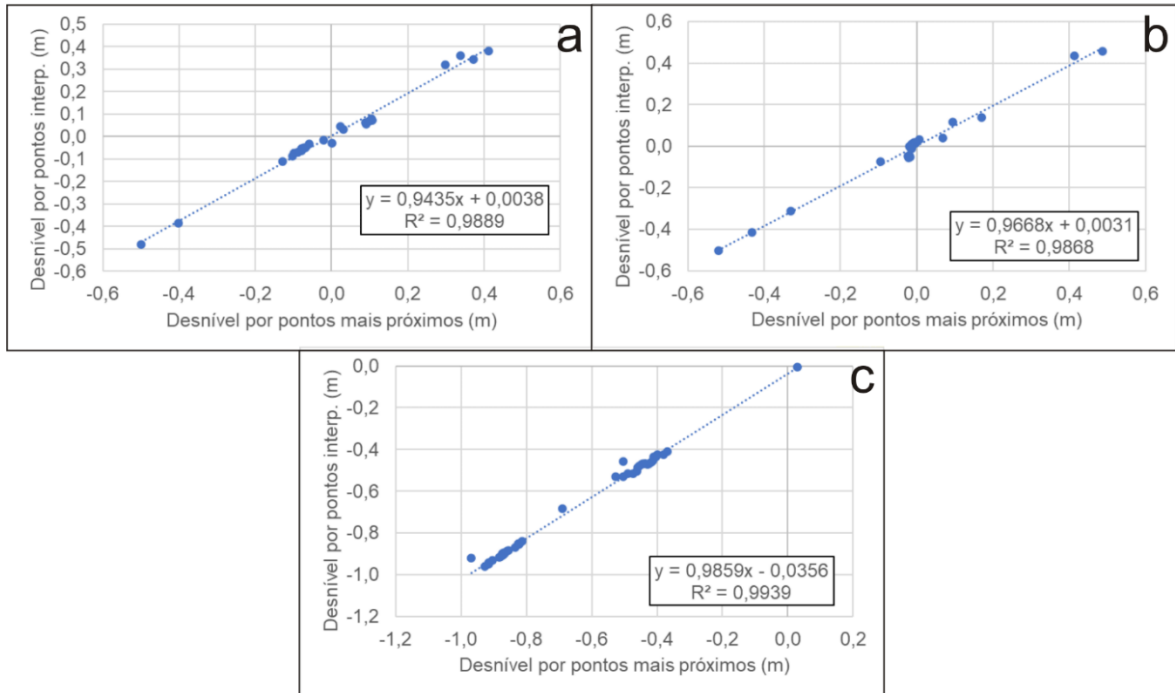 a
Desnível por pontos interp. (m)
0,5
0,4
0,3
0,2
0,1
0,0
-0,1
-0,2
-0,3
-0,4
-0,5
-0,6
y = 0,9435x + 0,0038
R² = 0,9889
-0,6 -0,4 -0,2 0,0 0,2 0,4 0,6
Desnível por pontos mais próximos (m)
b
Desnível por pontos interp. (m)
0,6
0,4
0,2
0,0
-0,2
-0,4
-0,6
y = 0,9668x + 0,0031
R² = 0,9868
-0,6 -0,4 -0,2 0,0 0,2 0,4 0,6
Desnível por pontos mais próximos (m)
c
Desnível por pontos interp. (m)
0,0
-0,2
-0,4
-0,6
-0,8
-1,0
-1,2
y = 0,9859x - 0,0356
R² = 0,9939
-1,2 -1,0 -0,8 -0,6 -0,4 -0,2 0,0 0,2
Desnível por pontos mais próximos (m)